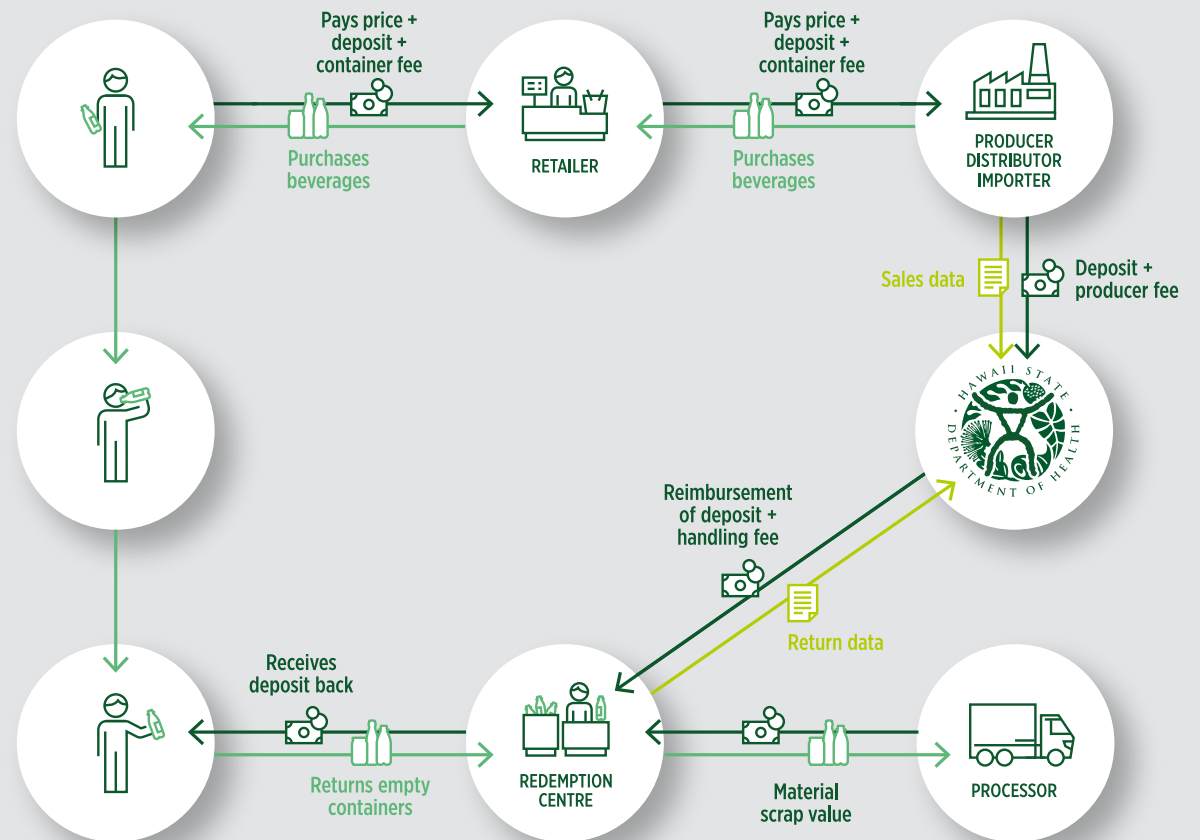 Pays price +
deposit +
container fee
Purchases
beverages
RETAILER
Pays price +
deposit +
container fee
Purchases
beverages
PRODUCER
DISTRIBUTOR
IMPORTER
Sales data
Deposit +
producer fee
HAWAII STATE
DEPARTMENT OF HEALTH
Reimbursement
of deposit +
handling fee
Return data
Receives
deposit back
Returns empty
containers
REDEMPTION
CENTRE
Material
scrap value
PROCESSOR